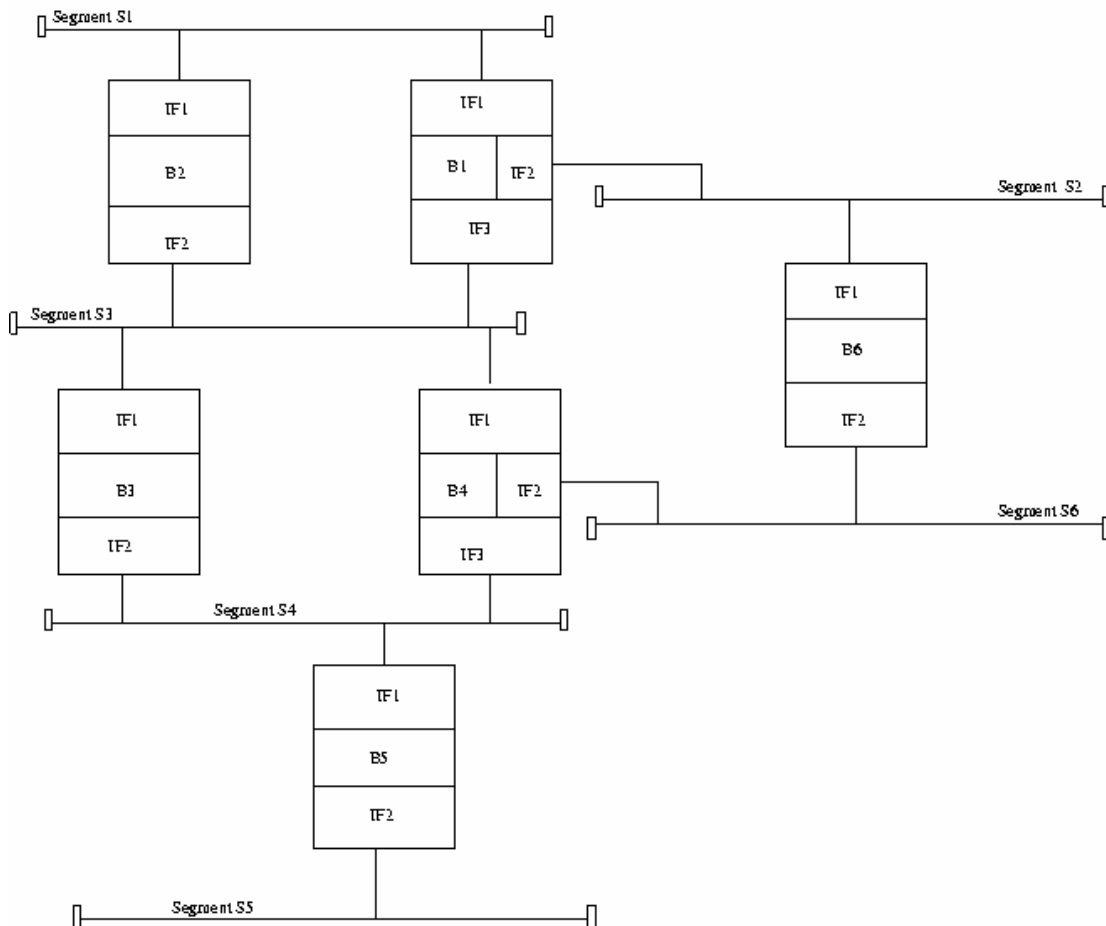 Segment S1
IF1
IF1
B2
B1
IF2
IF2
IF3
Segment S2
IF1
B6
IF2
Segment S3
IF1
IF1
B3
B4
IF2
IF2
IF3
Segment S6
Segment S4
IF1
B5
IF2
Segment S5